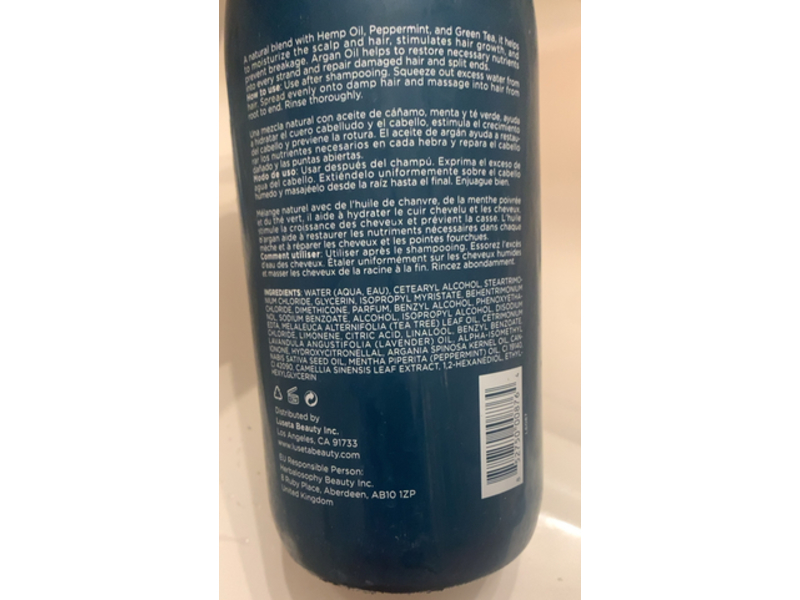 A natural blend with Hemp Oil, Peppermint, and Green Tea, it helps
to moisturize the scalp and hair, stimulates hair growth, and
prevent breakage. Argan Oil helps to restore necessary nutrients
into every strand and repair damaged hair and split ends.
How to use: Use after shampooing. Squeeze out excess water from
hair. Spread evenly onto damp hair and massage into hair from
root to end. Rinse thoroughly.
Una mezcla natural con aceite de cáñamo, menta y té verde, ayuda
a hidratar el cuero cabelludo y el cabello, estimula el crecimiento
del cabello y previene la rotura. El aceite de argán ayuda a restau-
rar los nutrientes necesarios en cada hebra y repara el cabello
dañado y las puntas abiertas.
Modo de uso: Usar después del champú. Exprima el exceso de
agua del cabello. Extiéndelo uniformemente sobre el cabello
húmedo y masajéelo desde la raíz hasta el final. Enjuague bien.
Mélange naturel avec de l'huile de chanvre, de la menthe poivrée
et du thé vert, il aide à hydrater le cuir chevelu et les cheveux,
stimule la croissance des cheveux et prévient la casse. L'huile
d'argan aide à restaurer les nutriments nécessaires dans chaque
mèche et à réparer les cheveux et les pointes fourchues.
Comment utiliser: Utiliser après le shampooing. Essorez l'excès
d'eau des cheveux. Étaler uniformément sur les cheveux humides
et masser les cheveux de la racine à la fin. Rincez abondamment.
INGREDIENTS: WATER (AQUA, EAU), CETEARYL ALCOHOL, STEARTRIMO-
NIUM CHLORIDE, GLYCERIN, ISOPROPYL MYRISTATE, BEHENTRIMONIUM
CHLORIDE, DIMETHICONE, PARFUM, BENZYL ALCOHOL, PHENOXYETHA-
NOL, SODIUM BENZOATE, ALCOHOL, ISOPROPYL ALCOHOL, DISODIUM
EDTA, MELALEUCA ALTERNIFOLIA (TEA TREE) LEAF OIL, CETRIMONIUM
CHLORIDE, LIMONENE, CITRIC ACID, LINALOOL, BENZYL BENZOATE,
LAVANDULA ANGUSTIFOLIA (LAVENDER) OIL, ALPHA-ISOMETHYL
IONONE, HYDROXYCITRONELLAL, ARGANIA SPINOSA KERNEL OIL, CAN-
NABIS SATIVA SEED OIL, MENTHA PIPERITA (PEPPERMINT) OIL, CI 19140,
CI 42090, CAMELLIA SINENSIS LEAF EXTRACT, 1,2-HEXANEDIOL, ETHYL-
HEXYLGLYCERIN
Distributed by
Luseta Beauty Inc.
Los Angeles, CA 91733
www.lusetabeauty.com
EU Responsible Person:
Herbalosophy Beauty Inc.
8 Ruby Place, Aberdeen, AB10 1ZP
United Kingdom
8 52730 00876 4